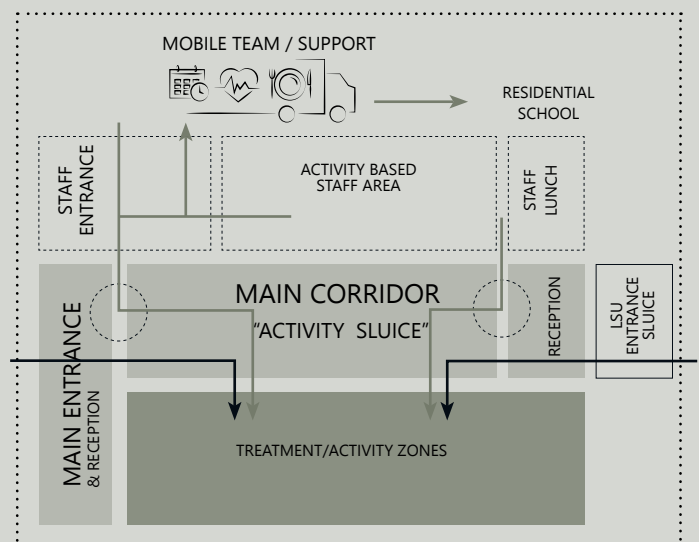 MOBILE TEAM / SUPPORT
RESIDENTIAL
SCHOOL
STAFF
ENTRANCE
ACTIVITY BASED
STAFF AREA
STAFF
LUNCH
MAIN CORRIDOR
“ACTIVITY SLUICE”
RECEPTION
LSU
ENTRANCE
SLUICE
MAIN ENTRANCE
& RECEPTION
TREATMENT/ACTIVITY ZONES